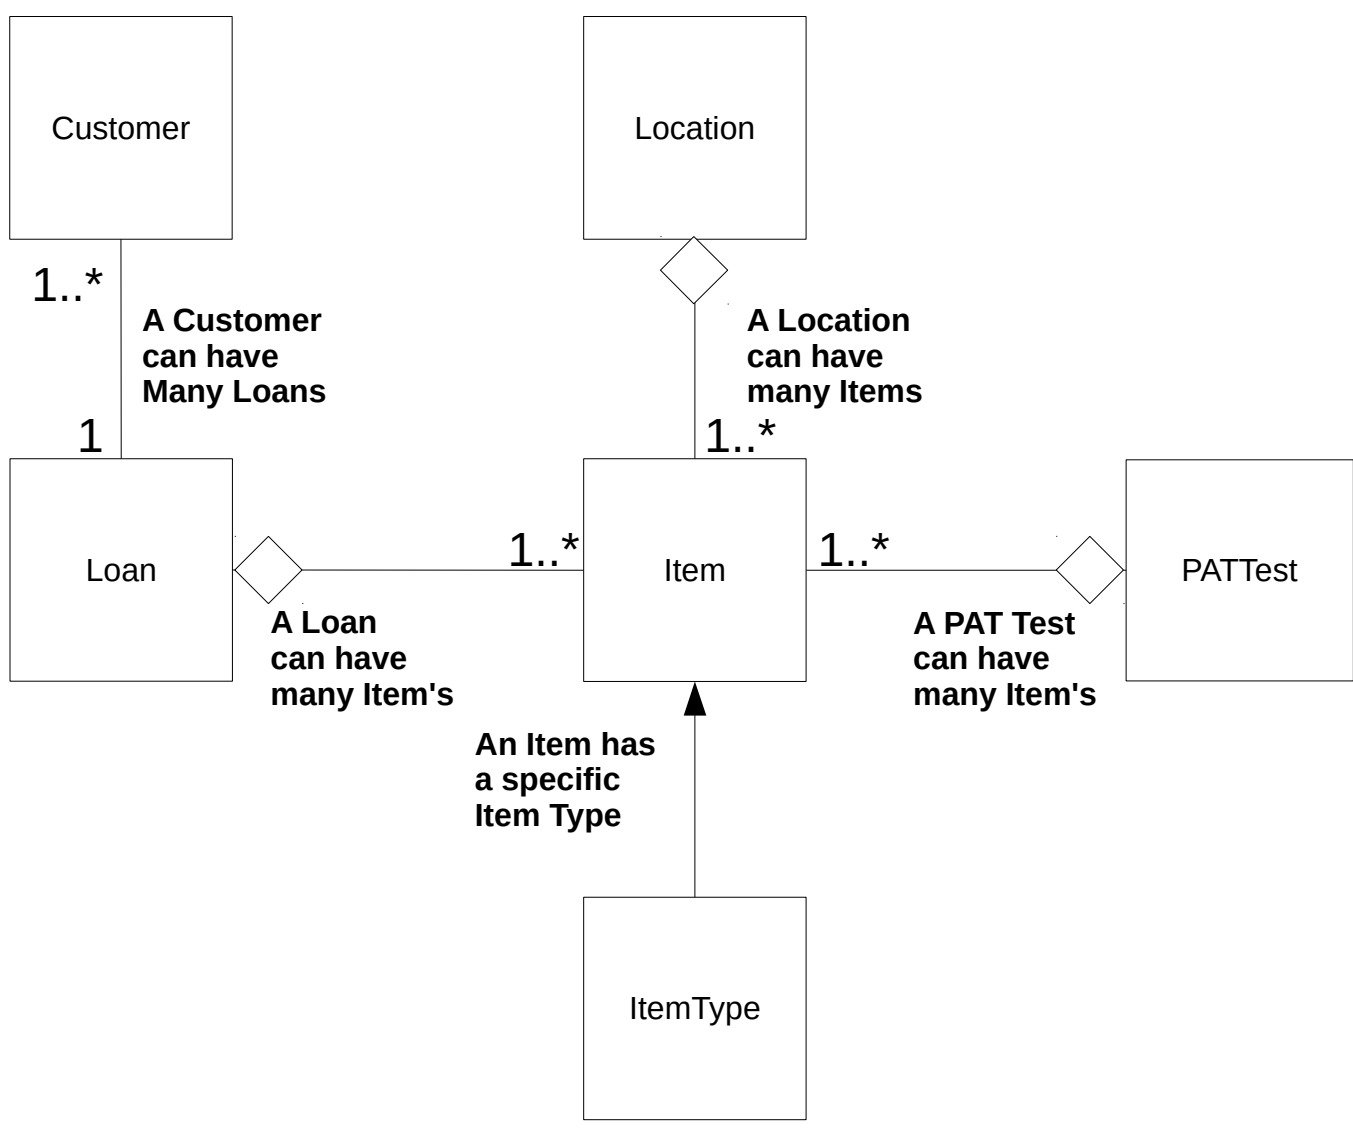 Customer
Location
1..*
A Customer
can have
Many Loans
1
A Location
can have
many Items
1..*
Loan
1..*
Item
1..*
PATTest
A Loan
can have
many Item's
A PAT Test
can have
many Item's
An Item has
a specific
Item Type
ItemType